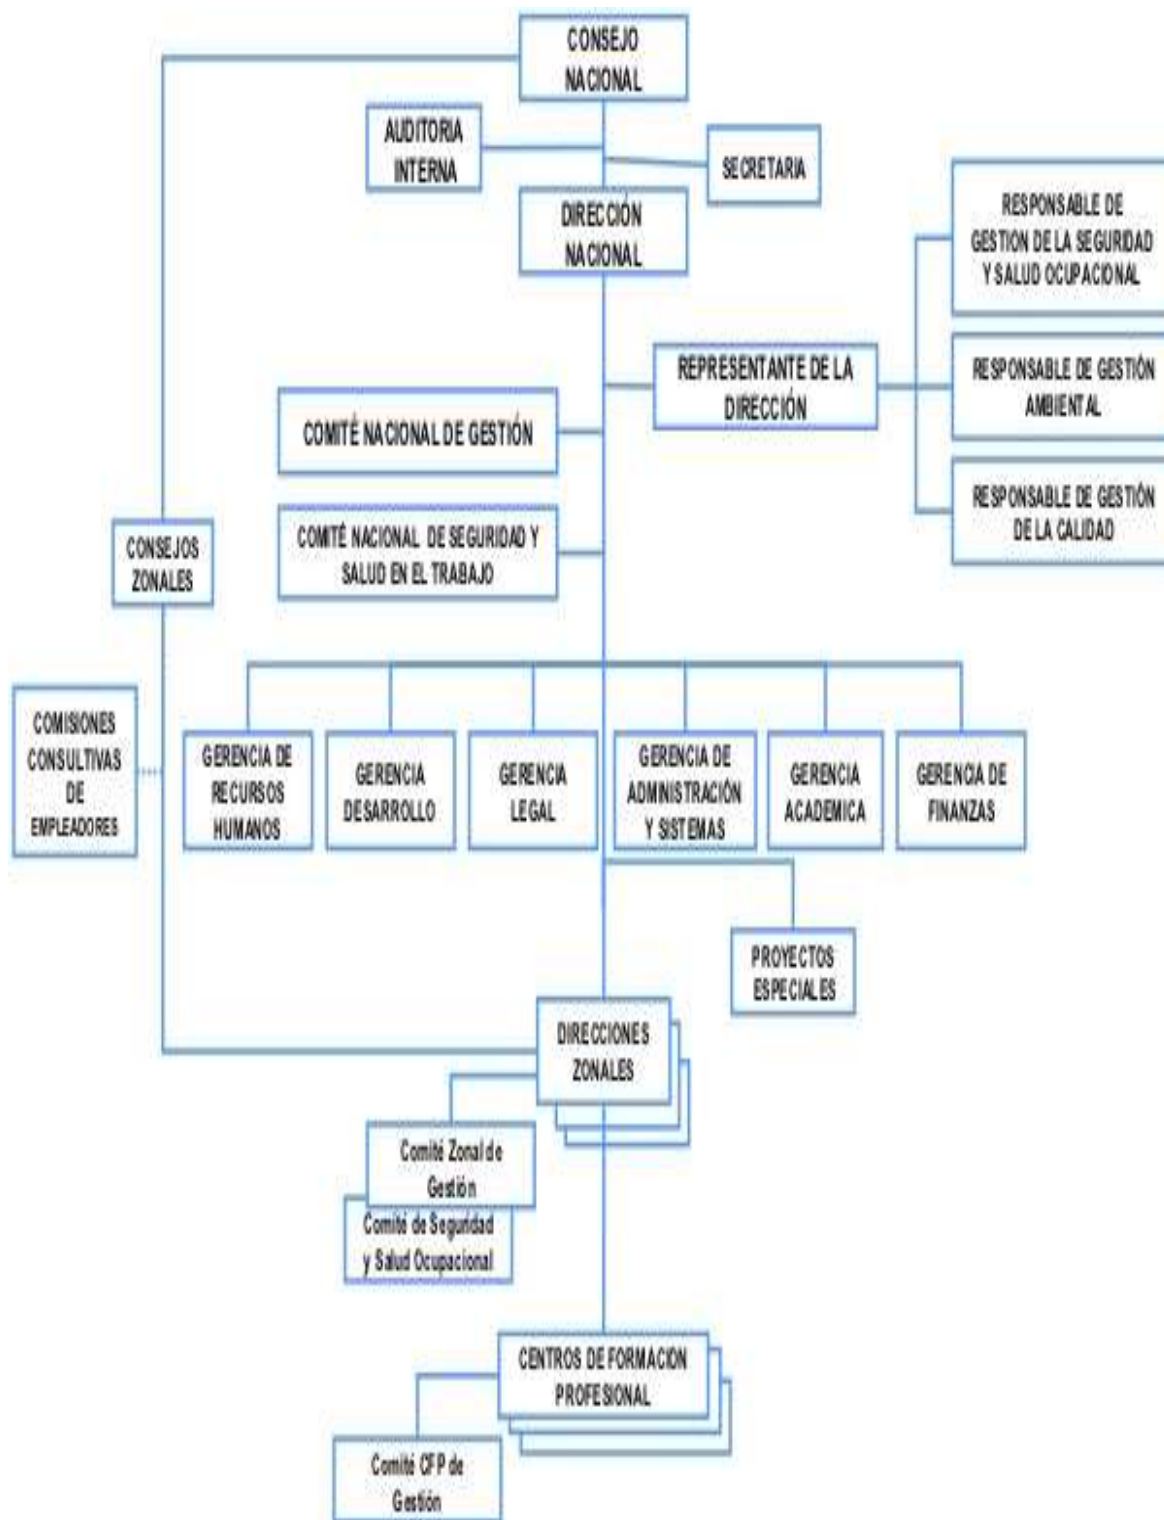 CONSEJO
NACIONAL
AUDITORIA
INTERNA
SECRETARIA
DIRECCIÓN
NACIONAL
RESPONSABLE DE
GESTION DE LA SEGURIDAD
Y SALUD OCUPACIONAL
REPRESENTANTE DE LA
DIRECCIÓN
RESPONSABLE DE GESTIÓN
AMBIENTAL
COMITÉ NACIONAL DE GESTIÓN
RESPONSABLE DE GESTIÓN
DE LA CALIDAD
COMITÉ NACIONAL DE SEGURIDAD Y
SALUD EN EL TRABAJO
CONSEJOS
ZONALES
COMISIONES
CONSULTIVAS
DE
EMPLEADORES
GERENCIA DE
RECURSOS
HUMANOS
GERENCIA
DESARROLLO
GERENCIA
LEGAL
GERENCIA DE
ADMINISTRACIÓN
Y SISTEMAS
GERENCIA
ACADEMICA
GERENCIA DE
FINANZAS
PROYECTOS
ESPECIALES
DIRECCIONES
ZONALES
Comité Zonal de
Gestión
Comité de Seguridad
y Salud Ocupacional
CENTROS DE FORMACION
PROFESIONAL
Comité CFP de
Gestión